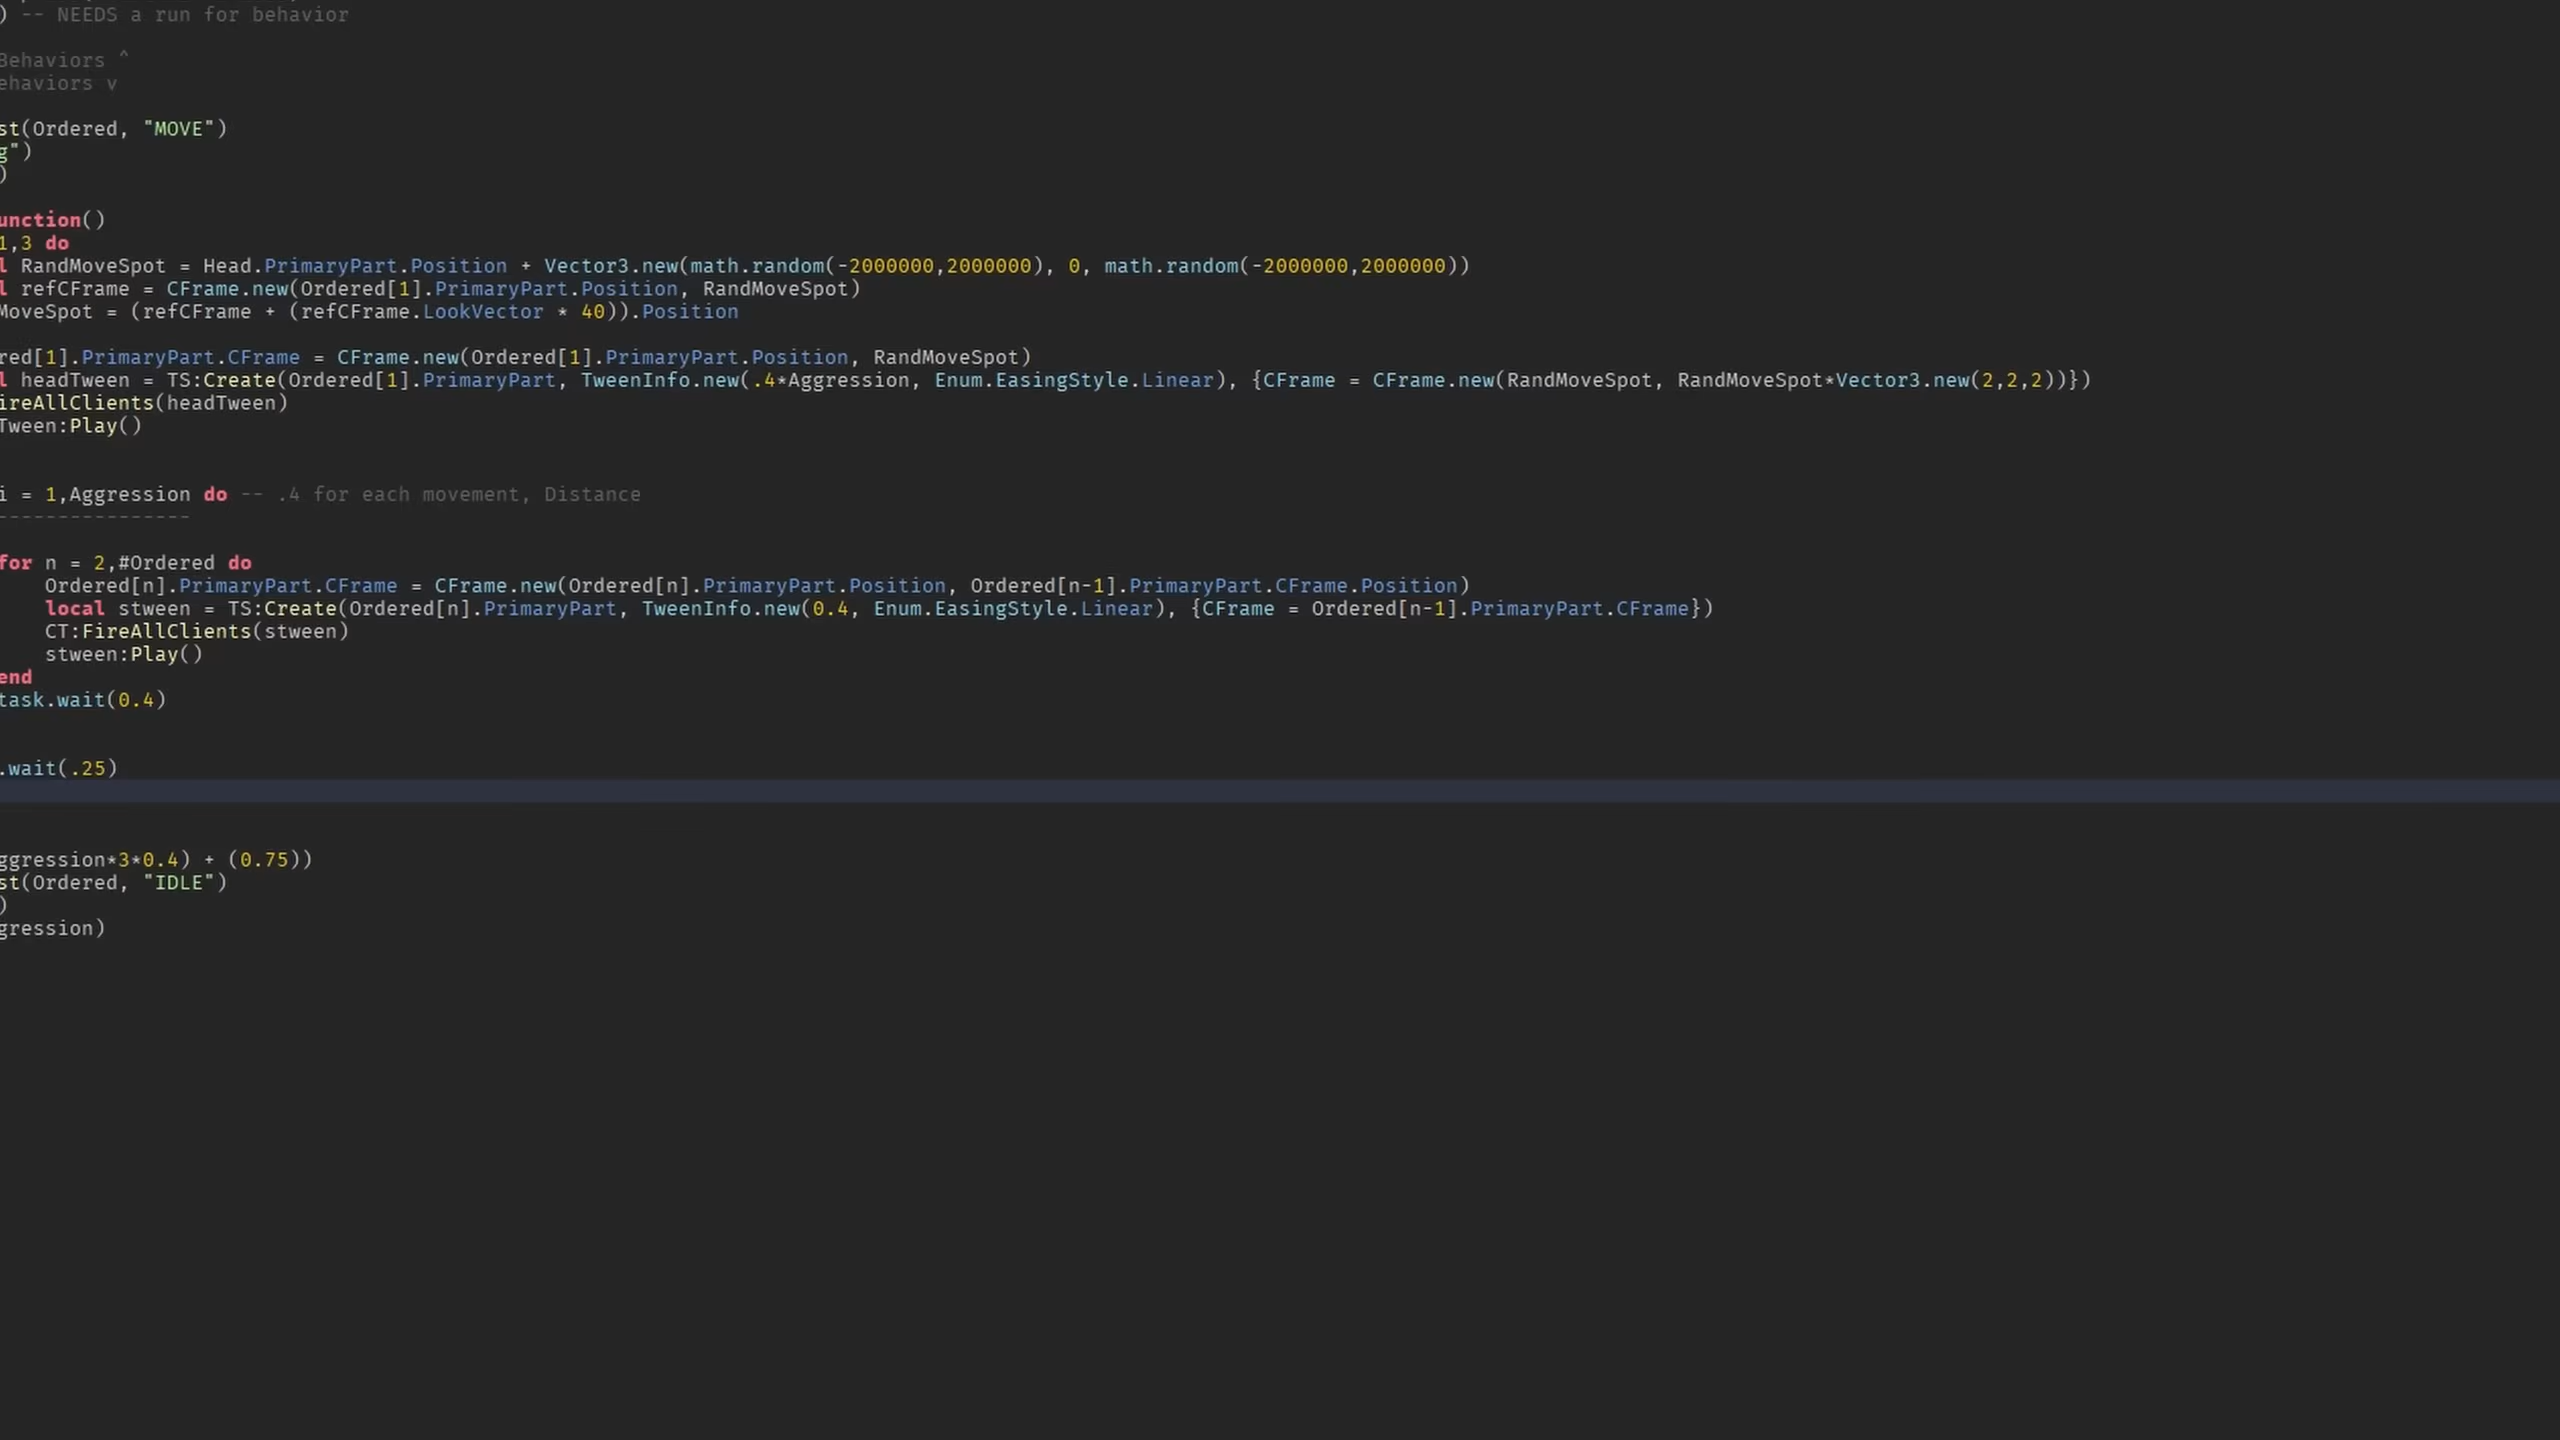 ) -- NEEDS a run for behavior
Behaviors ^
ehaviors v
st(Ordered, "MOVE")
g")
)
unction()
1,3 do
l RandMoveSpot = Head.PrimaryPart.Position + Vector3.new(math.random(-2000000,2000000), 0, math.random(-2000000,2000000))
l refCFrame = CFrame.new(Ordered[1].PrimaryPart.Position, RandMoveSpot)
MoveSpot = (refCFrame + (refCFrame.LookVector * 40)).Position
red[1].PrimaryPart.CFrame = CFrame.new(Ordered[1].PrimaryPart.Position, RandMoveSpot)
l headTween = TS:Create(Ordered[1].PrimaryPart, TweenInfo.new(.4*Aggression, Enum.EasingStyle.Linear), {CFrame = CFrame.new(RandMoveSpot, RandMoveSpot*Vector3.new(2,2,2))})
ireAllClients(headTween)
Tween:Play()
i = 1,Aggression do -- .4 for each movement, Distance
----------------
for n = 2,#Ordered do
Ordered[n].PrimaryPart.CFrame = CFrame.new(Ordered[n].PrimaryPart.Position, Ordered[n-1].PrimaryPart.CFrame.Position)
local stween = TS:Create(Ordered[n].PrimaryPart, TweenInfo.new(0.4, Enum.EasingStyle.Linear), {CFrame = Ordered[n-1].PrimaryPart.CFrame})
CT:FireAllClients(stween)
stween:Play()
end
task.wait(0.4)
.wait(.25)
ggression*3*0.4) + (0.75))
st(Ordered, "IDLE")
)
gression)